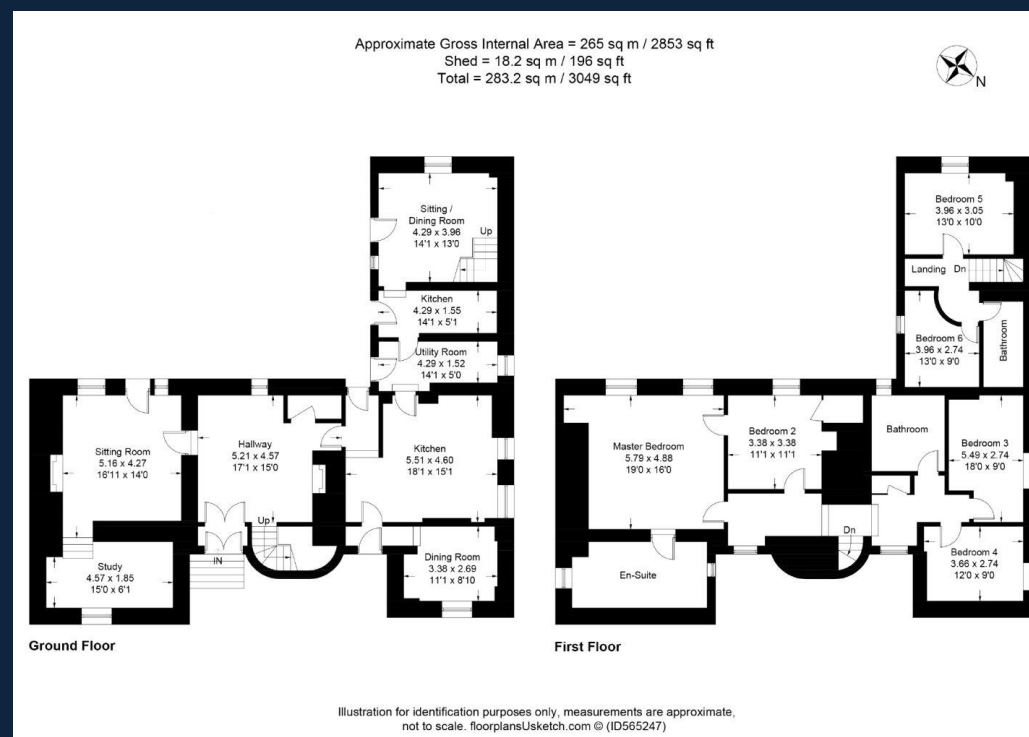 Approximate Gross Internal Area = 265 sq m / 2853 sq ft
Shed = 18.2 sq m / 196 sq ft
Total = 283.2 sq m / 3049 sq ft
N
Sitting /
Dining Room
4.29 x 3.96
14'1 x 13'0
Up
Kitchen
4.29 x 1.55
14'1 x 5'1
Utility Room
4.29 x 1.52
14'1 x 5'0
Sitting Room
5.16 x 4.27
16'11 x 14'0
Hallway
5.21 x 4.57
17'1 x 15'0
Kitchen
5.51 x 4.60
18'1 x 15'1
Up
IN
Study
4.57 x 1.85
15'0 x 6'1
Dining Room
3.38 x 2.69
11'1 x 8'10
Ground Floor
Bedroom 5
3.96 x 3.05
13'0 x 10'0
Landing
Dn
Bedroom 6
3.96 x 2.74
13'0 x 9'0
Bathroom
Master Bedroom
5.79 x 4.88
19'0 x 16'0
Bedroom 2
3.38 x 3.38
11'1 x 11'1
Bathroom
Bedroom 3
5.49 x 2.74
18'0 x 9'0
Dn
Bedroom 4
3.66 x 2.74
12'0 x 9'0
En-Suite
First Floor
Illustration for identification purposes only, measurements are approximate,
not to scale. floorplansUsketch.com © (ID565247)